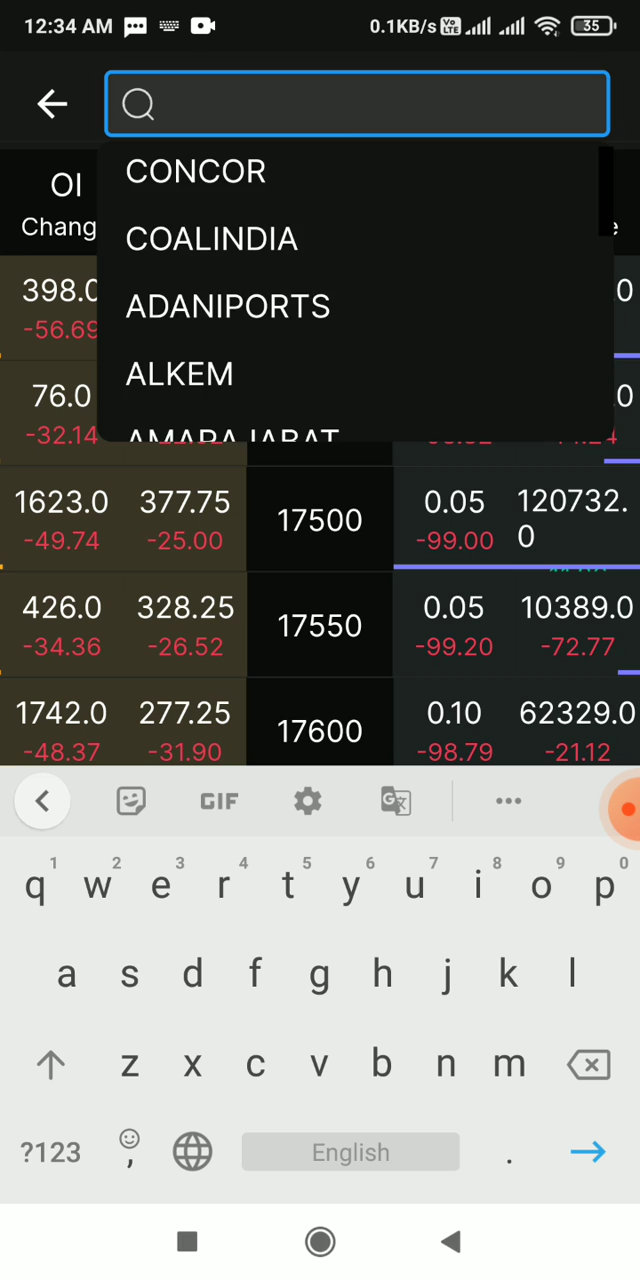 12:34 AM 0.1KB/s Vo LTE 35
CONCOR
OI
Chang
COALINDIA
ADANIPORTS
ALKEM
398.0
-56.69
76.0
-32.14
1623.0 377.75 17500 0.05 120732.0
-49.74 -25.00 -99.00
426.0 328.25 17550 0.05 10389.0
-34.36 -26.52 -99.20 -72.77
1742.0 277.25 17600 0.10 62329.0
-48.37 -31.90 -98.79 -21.12
GIF
1 2 3 4 5 6 7 8 9 0
q w e r t y u i o p
a s d f g h j k l
z x c v b n m
?123 , English .